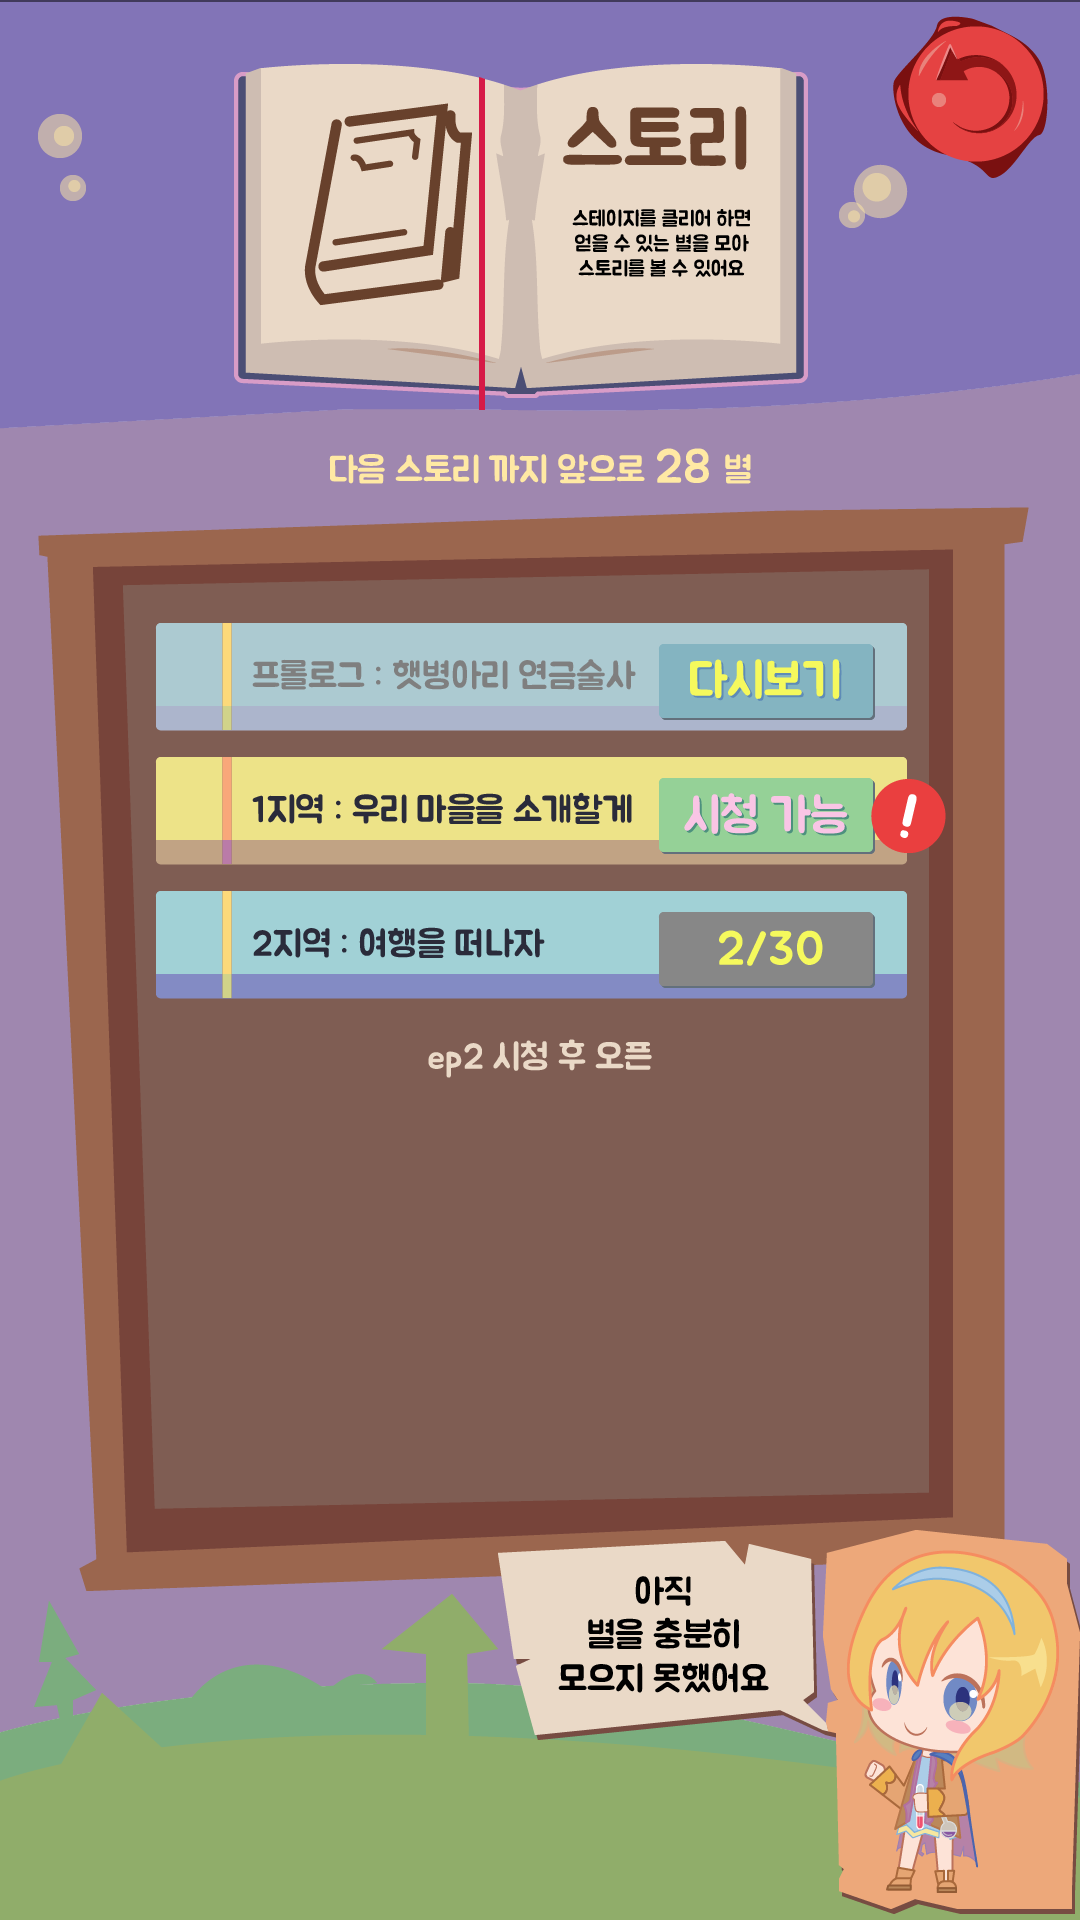 스토리
스테이지를 클리어 하면
얻을 수 있는 별을 모아
스토리를 볼 수 있어요
다음 스토리 까지 앞으로 28 별
프롤로그 : 햇병아리 연금술사
다시보기
1지역 : 우리 마을을 소개할게
시청 가능
!
2지역 : 여행을 떠나자
2/30
ep2 시청 후 오픈
아직
별을 충분히
모으지 못했어요